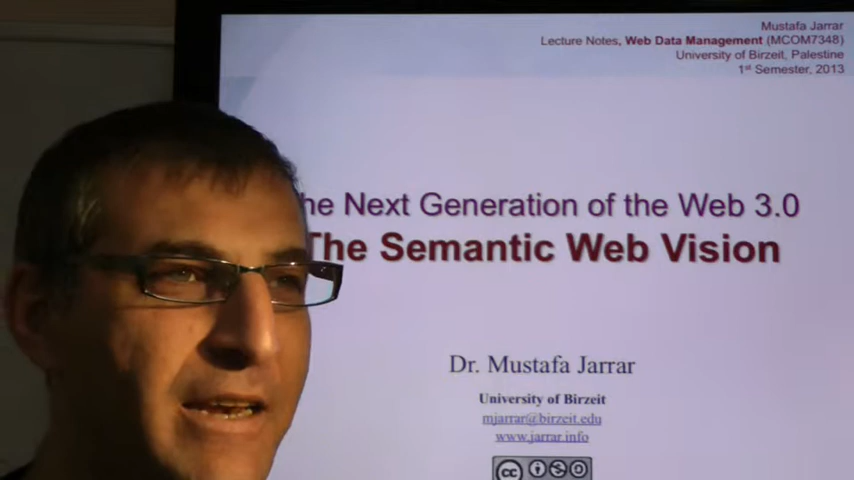 Mustafa Jarrar
Lecture Notes, Web Data Management (MCOM7348)
University of Birzeit, Palestine
1st Semester, 2013
he Next Generation of the Web 3.0
The Semantic Web Vision
Dr. Mustafa Jarrar
University of Birzeit
mjarrar@birzeit.edu
www.jarrar.info
cc